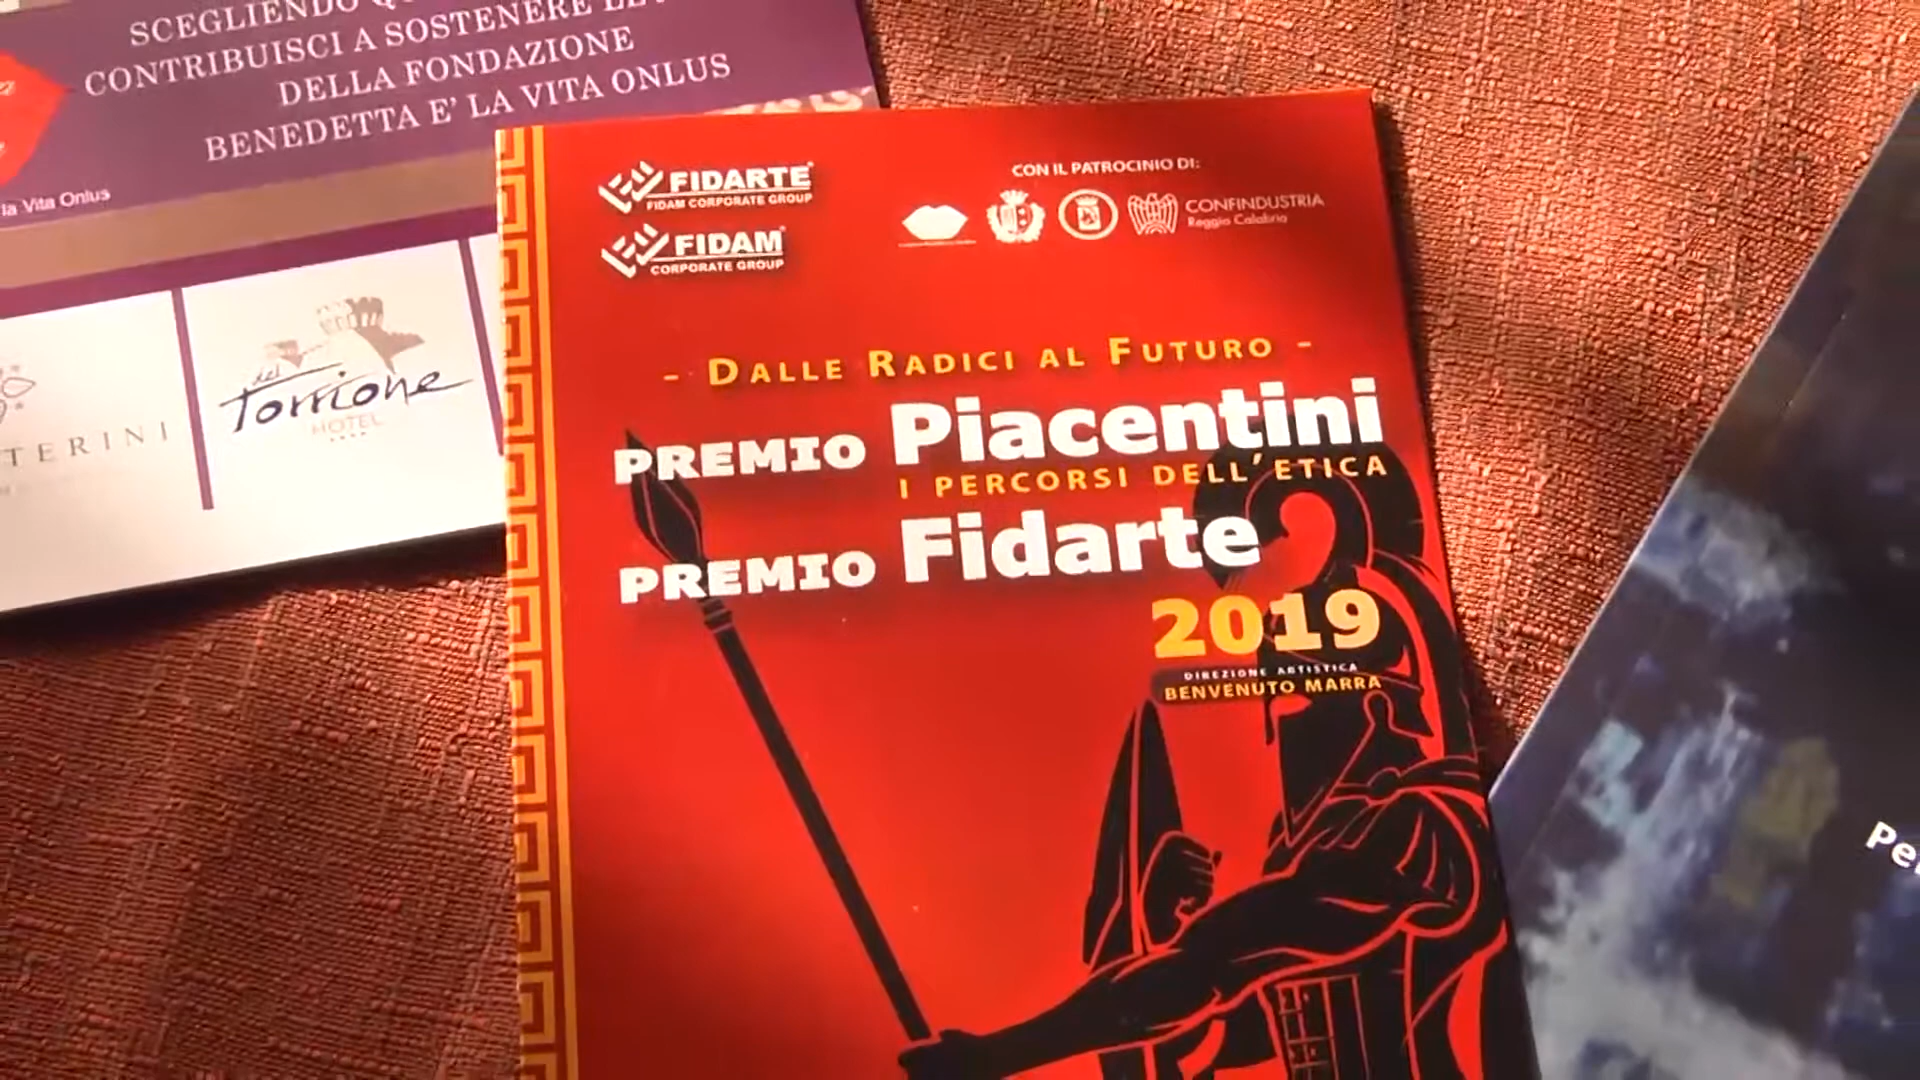 SCEGLIENDO
CONTRIBUISCI A SOSTENERE LE
DELLA FONDAZIONE
BENEDETTA E' LA VITA ONLUS
la Vita Onlus
TERINI
del
Torrione
HOTEL
FIDARTE
FIDAM CORPORATE GROUP
FIDAM
CORPORATE GROUP
CON IL PATROCINIO DI:
CONFINDUSTRIA
Reggio Calabria
- DALLE RADICI AL FUTURO -
PREMIO Piacentini
I PERCORSI DELL'ETICA
PREMIO Fidarte
2019
DIREZIONE ARTISTICA
BENVENUTO MARRA